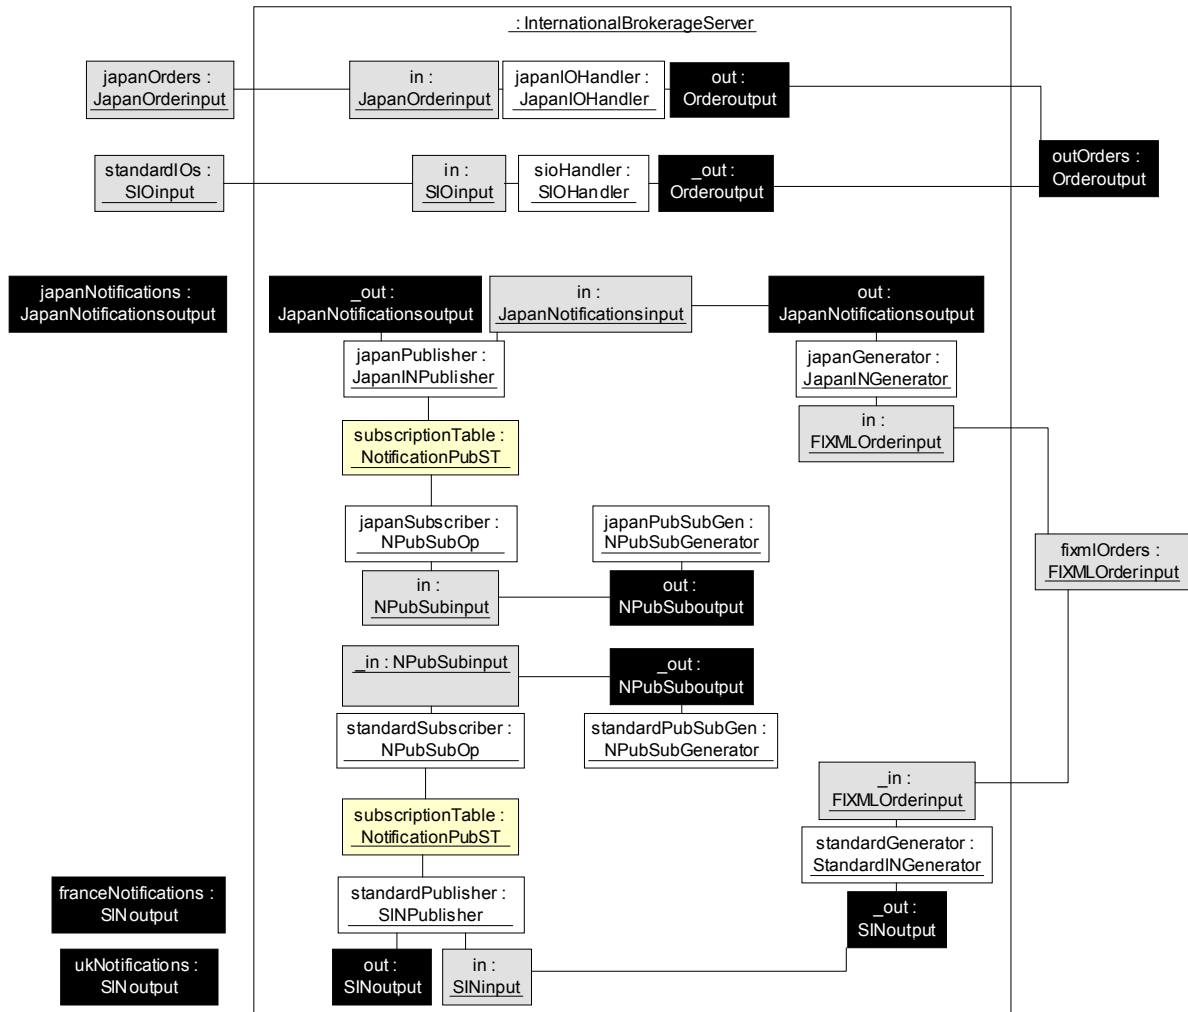 _ : InternationalBrokerageServer
japanOrders :
JapanOrderinput
in :
JapanOrderinput
japanIOHandler :
JapanIOHandler
out :
Orderoutput
standardIOs :
SIOinput
in :
SIOinput
sioHandler :
SIOHandler
_out :
Orderoutput
outOrders :
Orderoutput
japanNotifications :
JapanNotificationsoutput
_out :
JapanNotificationsoutput
in :
JapanNotificationsinput
out :
JapanNotificationsoutput
japanPublisher :
JapanINPublisher
japanGenerator :
JapanINGenerator
in :
FIXMLOrderinput
subscriptionTable :
NotificationPubST
japanSubscriber :
NPubSubOp
japanPubSubGen :
NPubSubGenerator
fixmlOrders :
FIXMLOrderinput
in :
NPubSubinput
out :
NPubSuboutput
_in : NPubSubinput
_out :
NPubSuboutput
standardSubscriber :
NPubSubOp
standardPubSubGen :
NPubSubGenerator
_in :
FIXMLOrderinput
subscriptionTable :
NotificationPubST
standardGenerator :
StandardINGenerator
franceNotifications :
SINoutput
standardPublisher :
SINPublisher
_out :
SINoutput
ukNotifications :
SINoutput
out :
SINoutput
in :
SINinput